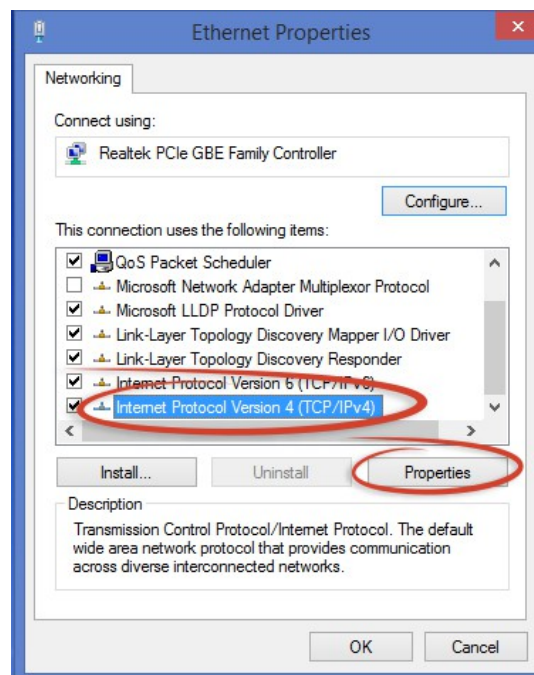 Ethernet Properties
Networking
Connect using:
Realtek PCIe GBE Family Controller
Configure...
This connection uses the following items:
QoS Packet Scheduler
Microsoft Network Adapter Multiplexor Protocol
Microsoft LLDP Protocol Driver
Link-Layer Topology Discovery Mapper I/O Driver
Link-Layer Topology Discovery Responder
Internet Protocol Version 6 (TCP/IPv6)
Internet Protocol Version 4 (TCP/IPv4)
Install...
Uninstall
Properties
Description
Transmission Control Protocol/Internet Protocol. The default
wide area network protocol that provides communication
across diverse interconnected networks.
OK
Cancel